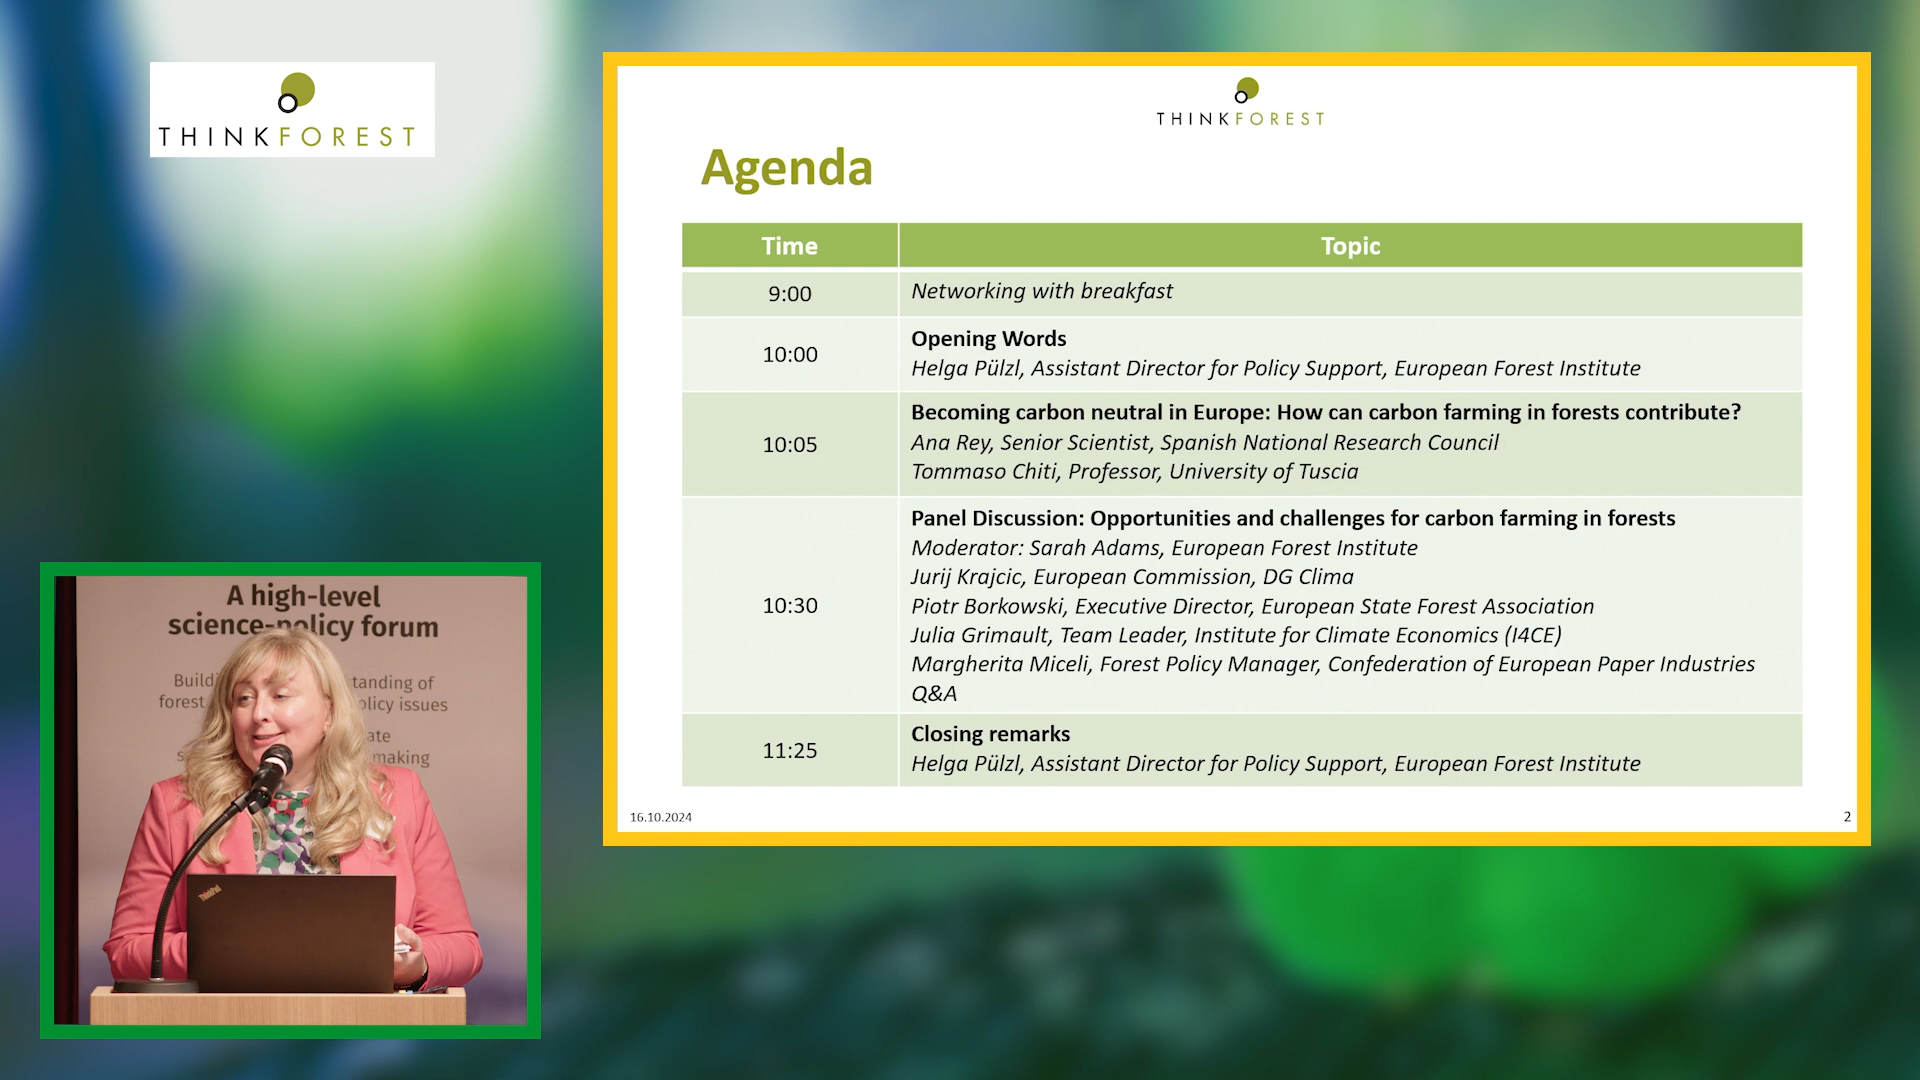 THINKFOREST
THINKFOREST
Agenda
Time Topic
9:00 Networking with breakfast
10:00 Opening Words
Helga Pülzl, Assistant Director for Policy Support, European Forest Institute
10:05 Becoming carbon neutral in Europe: How can carbon farming in forests contribute?
Ana Rey, Senior Scientist, Spanish National Research Council
Tommaso Chiti, Professor, University of Tuscia
10:30 Panel Discussion: Opportunities and challenges for carbon farming in forests
Moderator: Sarah Adams, European Forest Institute
Jurij Krajcic, European Commission, DG Clima
Piotr Borkowski, Executive Director, European State Forest Association
Julia Grimault, Team Leader, Institute for Climate Economics (I4CE)
Margherita Miceli, Forest Policy Manager, Confederation of European Paper Industries
Q&A
11:25 Closing remarks
Helga Pülzl, Assistant Director for Policy Support, European Forest Institute
16.10.2024 2
A high-level
science-policy forum
of
forest issues
making
ThinkPad